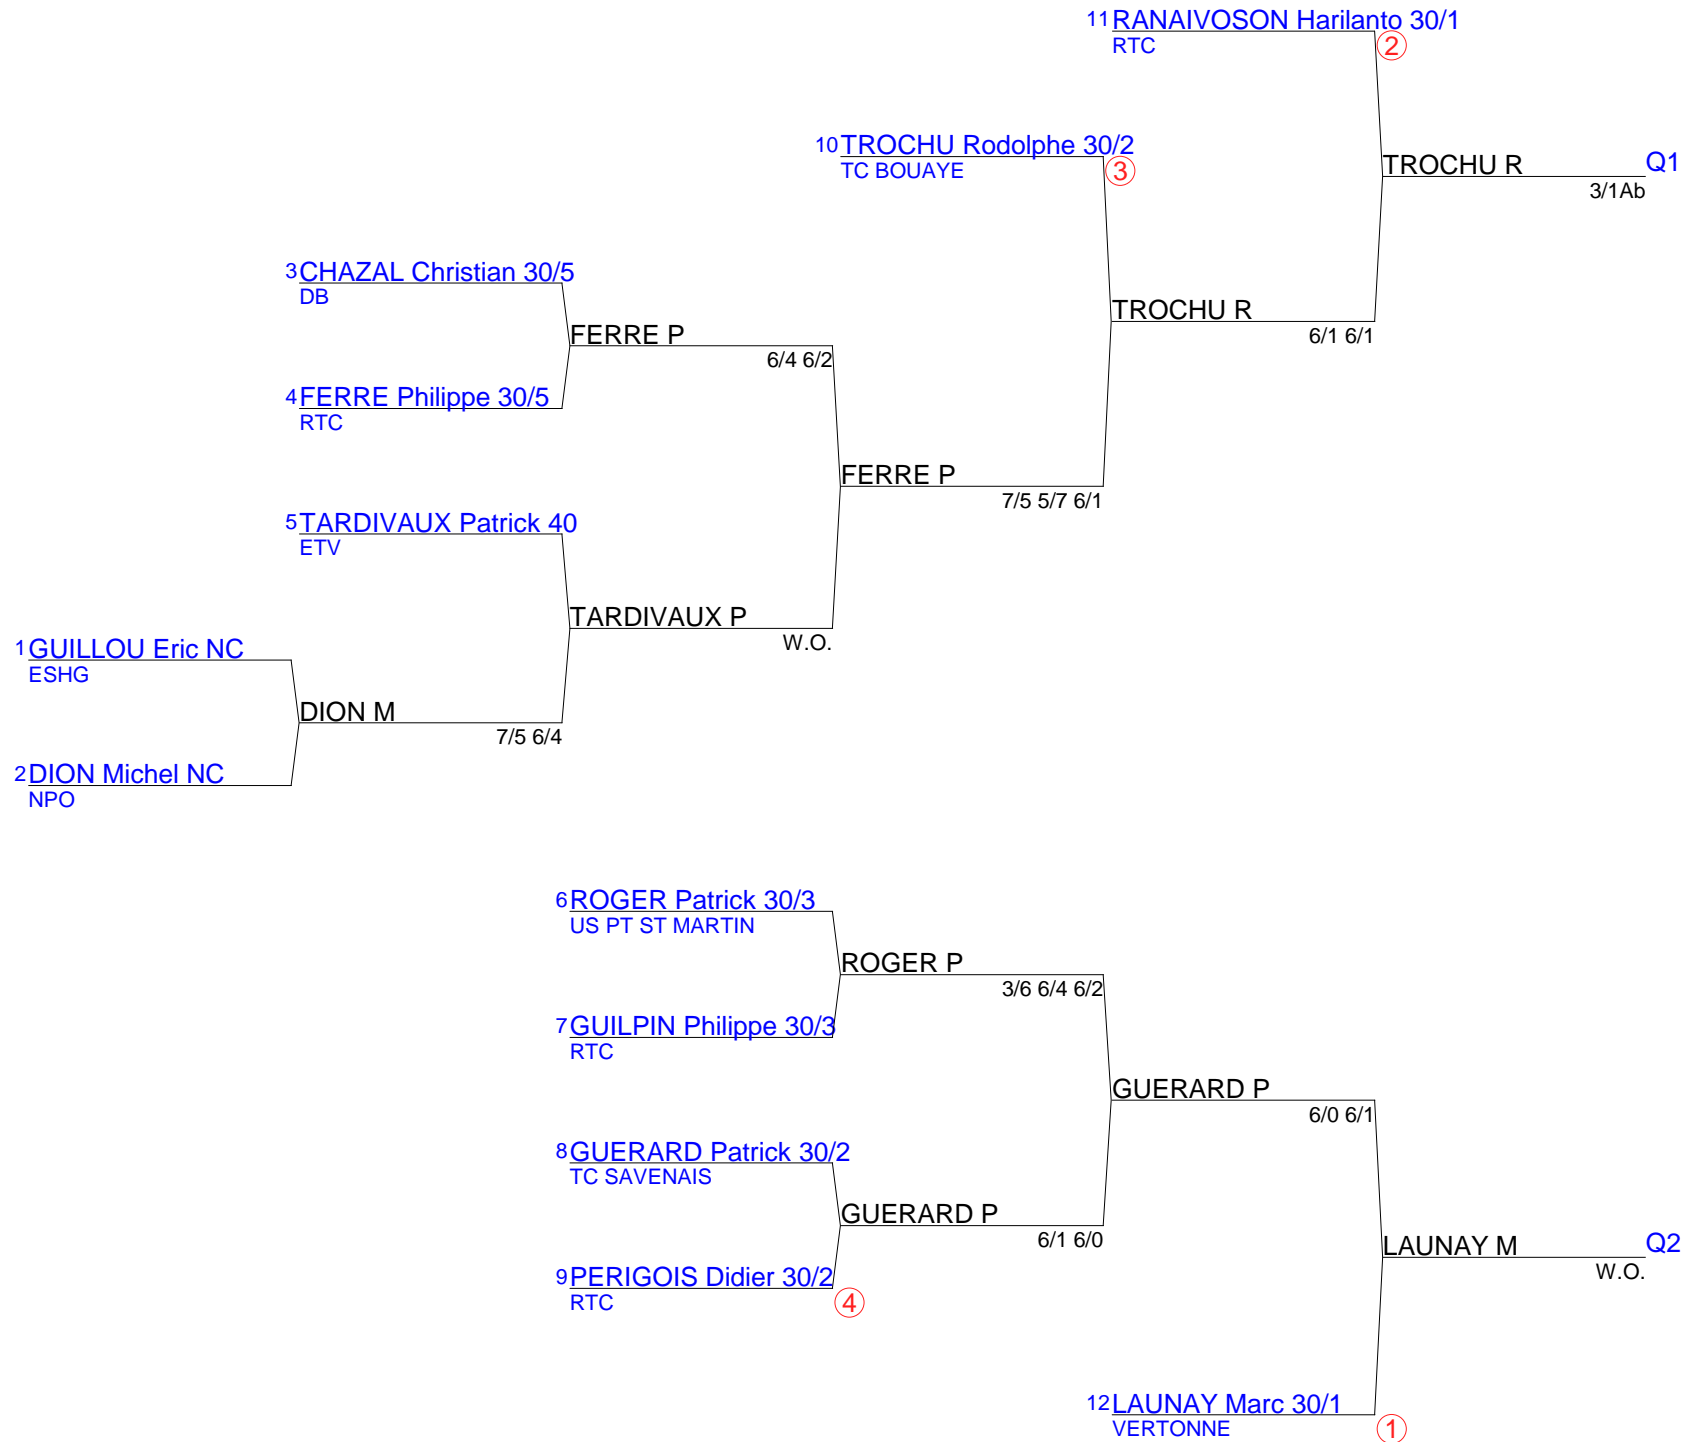 11 RANAIVOSON Harilanto 30/1
RTC
2
10 TROCHU Rodolphe 30/2
TC BOUAYE
3
TROCHU R
Q1
3/1Ab
3 CHAZAL Christian 30/5
DB
TROCHU R
6/1 6/1
FERRE P
6/4 6/2
4 FERRE Philippe 30/5
RTC
FERRE P
7/5 5/7 6/1
5 TARDIVAUX Patrick 40
ETV
TARDIVAUX P
W.O.
1 GUILLOU Eric NC
ESHG
DION M
7/5 6/4
2 DION Michel NC
NPO
6 ROGER Patrick 30/3
US PT ST MARTIN
ROGER P
3/6 6/4 6/2
7 GUILPIN Philippe 30/3
RTC
GUERARD P
6/0 6/1
8 GUERARD Patrick 30/2
TC SAVENAIS
GUERARD P
6/1 6/0
LAUNAY M
Q2
W.O.
9 PERIGOIS Didier 30/2
RTC
4
12 LAUNAY Marc 30/1
VERTONNE
1